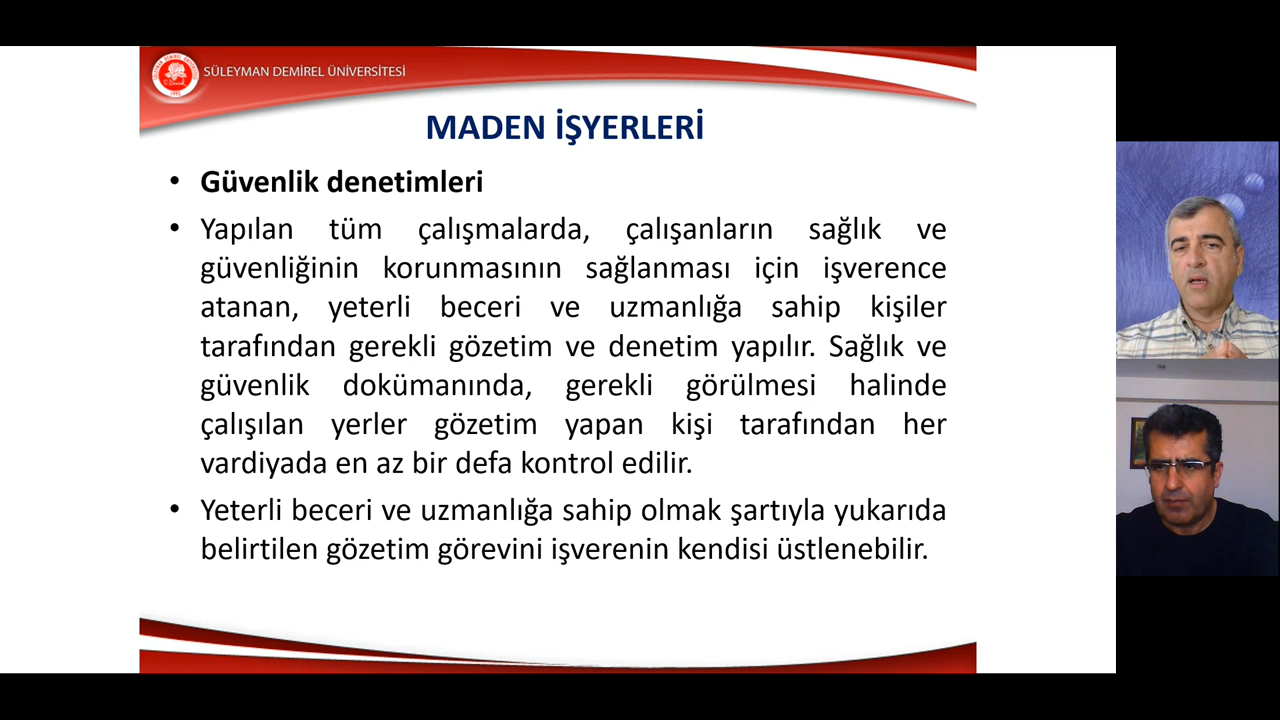 SÜLEYMAN DEMİREL ÜNİVERSİTESİ
MADEN İŞYERLERİ
• Güvenlik denetimleri
• Yapılan tüm çalışmalarda, çalışanların sağlık ve
güvenliğinin korunmasının sağlanması için işverence
atanan, yeterli beceri ve uzmanlığa sahip kişiler
tarafından gerekli gözetim ve denetim yapılır. Sağlık ve
güvenlik dokümanında, gerekli görülmesi halinde
çalışılan yerler gözetim yapan kişi tarafından her
vardiyada en az bir defa kontrol edilir.
• Yeterli beceri ve uzmanlığa sahip olmak şartıyla yukarıda
belirtilen gözetim görevini işverenin kendisi üstlenebilir.